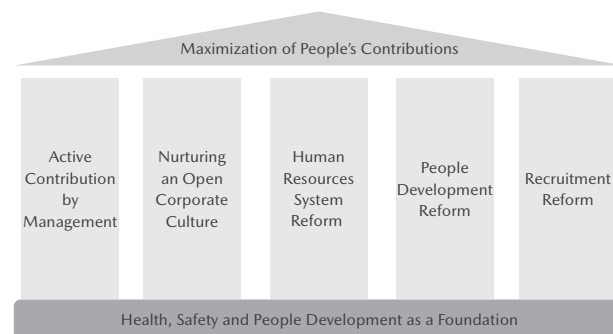 Maximization of People’s Contributions
Active
Contribution
by
Management
Nurturing
an Open
Corporate
Culture
Human
Resources
System
Reform
People
Development
Reform
Recruitment
Reform
Health, Safety and People Development as a Foundation